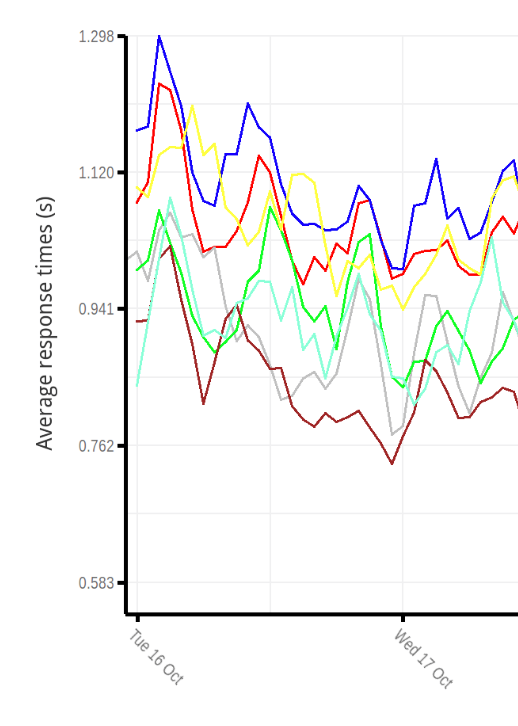 Average response times (s)
1.298
1.120
0.941
0.762
0.583
Tue 16 Oct
Wed 17 Oct